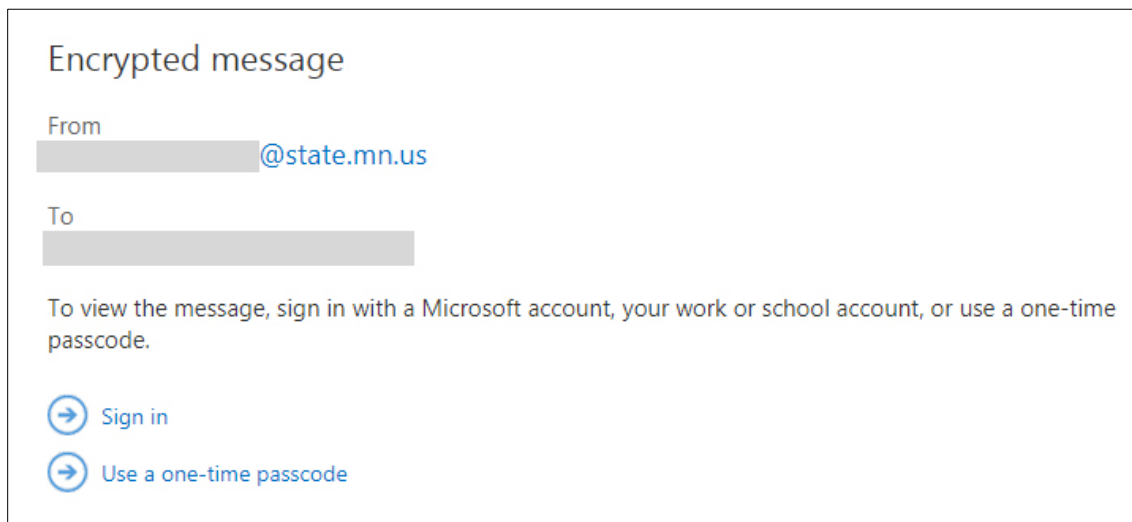 Encrypted message
From
@state.mn.us
To
To view the message, sign in with a Microsoft account, your work or school account, or use a one-time
passcode.
Sign in
Use a one-time passcode